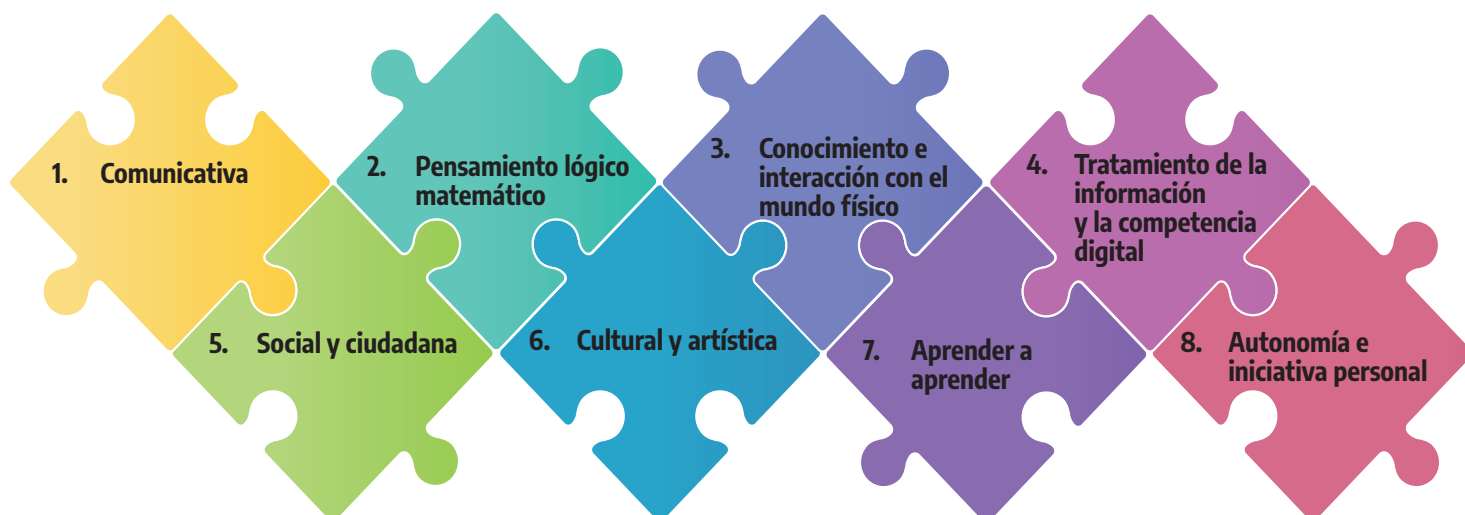 1. Comunicativa
2. Pensamiento lógico
matemático
3. Conocimiento e
interacción con el
mundo físico
4. Tratamiento de la
información
y la competencia
digital
5. Social y ciudadana
6. Cultural y artística
7. Aprender a
aprender
8. Autonomía e
iniciativa personal